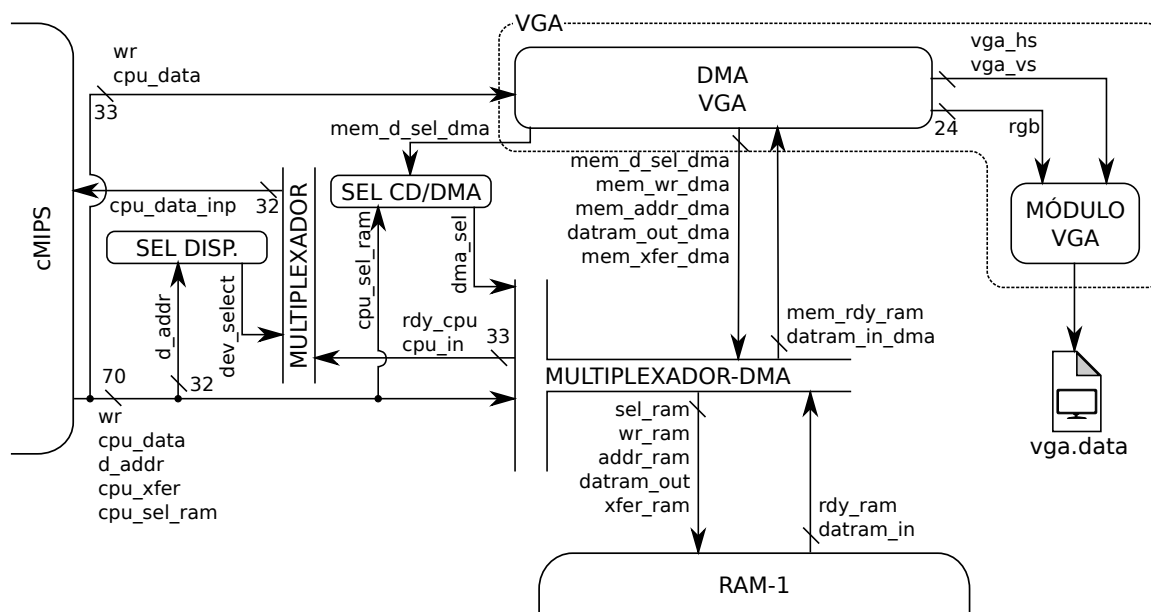 VGA
wr
cpu_data
33
DMA
VGA
vga_hs
vga_vs
24
rgb
mem_d_sel_dma
SEL CD/DMA
cpu_data_inp
32
MULTIPLEXADOR
cMIPS
SEL DISP.
d_addr
32
dev_select
cpu_sel_ram
dma_sel
mem_d_sel_dma
mem_wr_dma
mem_addr_dma
datram_out_dma
mem_xfer_dma
MÓDULO
VGA
rdy_cpu
cpu_in
33
mem_rdy_ram
datram_in_dma
MULTIPLEXADOR-DMA
70
wr
cpu_data
d_addr
cpu_xfer
cpu_sel_ram
sel_ram
wr_ram
addr_ram
datram_out
xfer_ram
rdy_ram
datram_in
vga.data
RAM-1